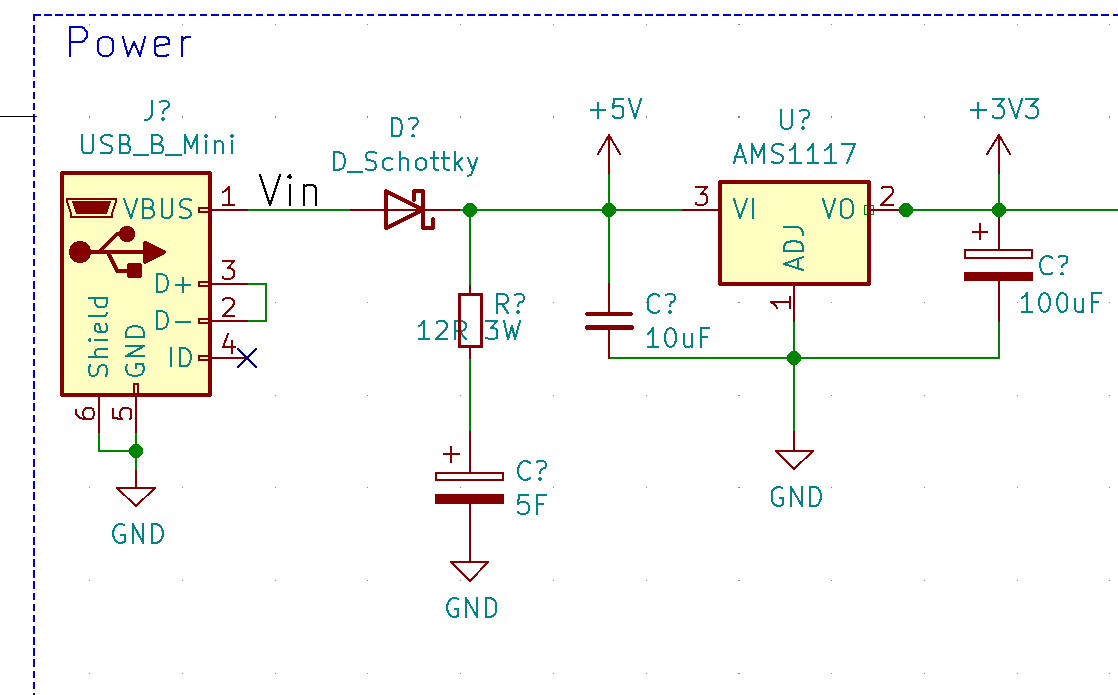 Power
J?
USB_B_Mini
VBUS
1
Vin
D+
3
D-
2
ID
4
Shield
GND
6
5
GND
D?
D_Schottky
R?
12R 3W
C?
5F
GND
+5V
C?
10uF
U?
AMS1117
3
VI
VO
2
ADJ
1
GND
+3V3
C?
100uF